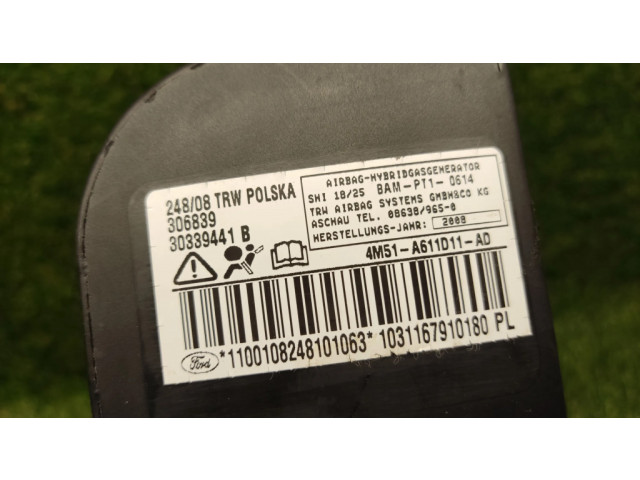 248/08 TRW POLSKA
306839
30339441 B
AIRBAG-HYBRIDGASGENERATOR
SHI 18/25 BAM-PT1-0614
TRW AIRBAG SYSTEMS GMBH&CO KG
ASCHAU TEL. 08638/965-0
HERSTELLUNGS-JAHR: 2008
4M51-A611D11-AD
Ford
*1100108248101063* 1031167910180 PL